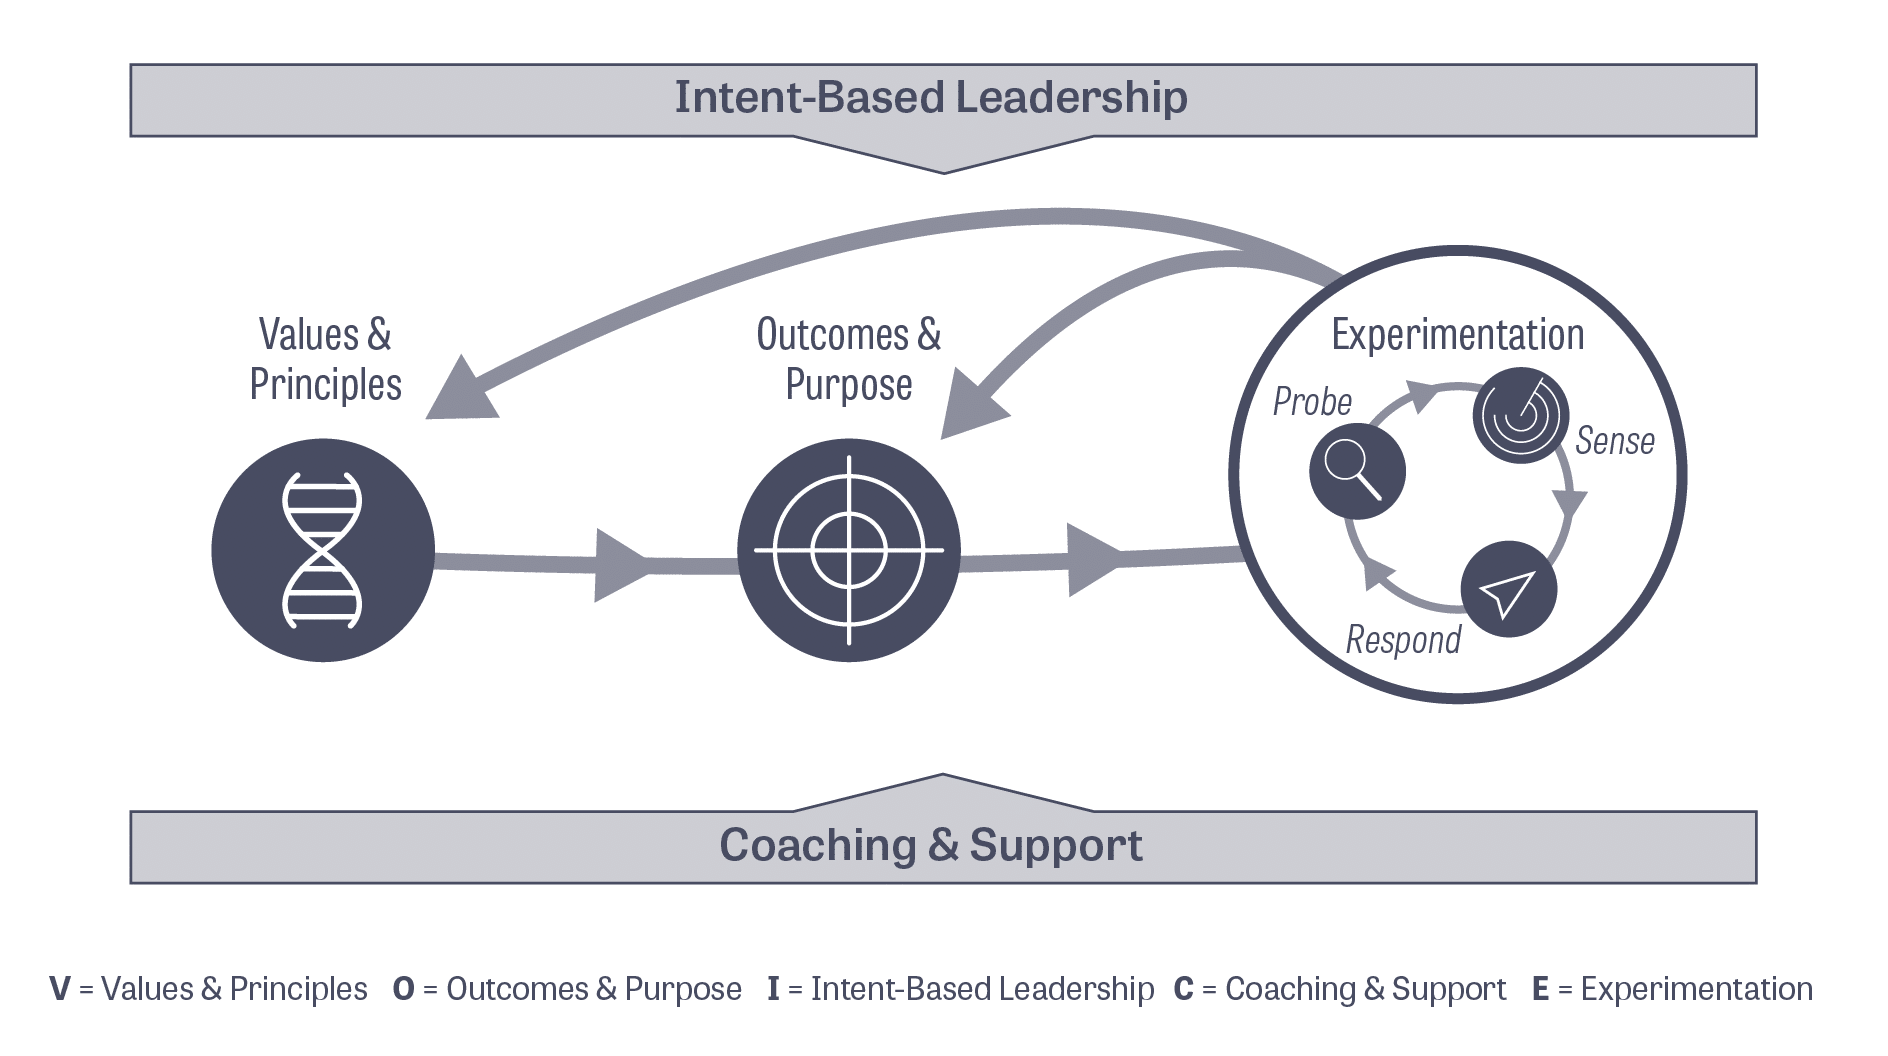 Intent-Based Leadership
Values &
Principles
Outcomes &
Purpose
Experimentation
Probe
Sense
Respond
Coaching & Support
V = Values & Principles O = Outcomes & Purpose I = Intent-Based Leadership C = Coaching & Support E = Experimentation